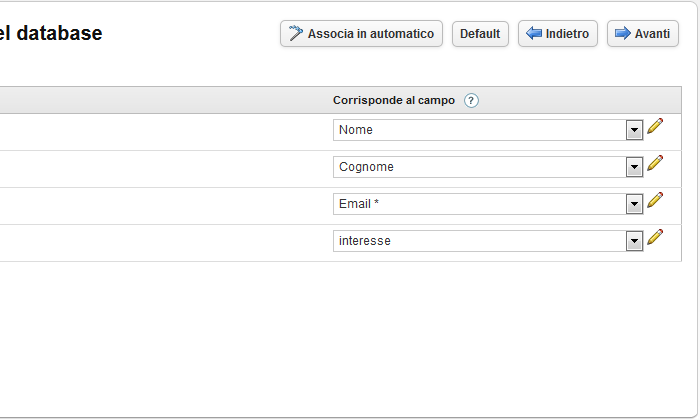 el database
Associa in automatico Default Indietro Avanti
Corrisponde al campo ?
Nome
Cognome
Email *
interesse